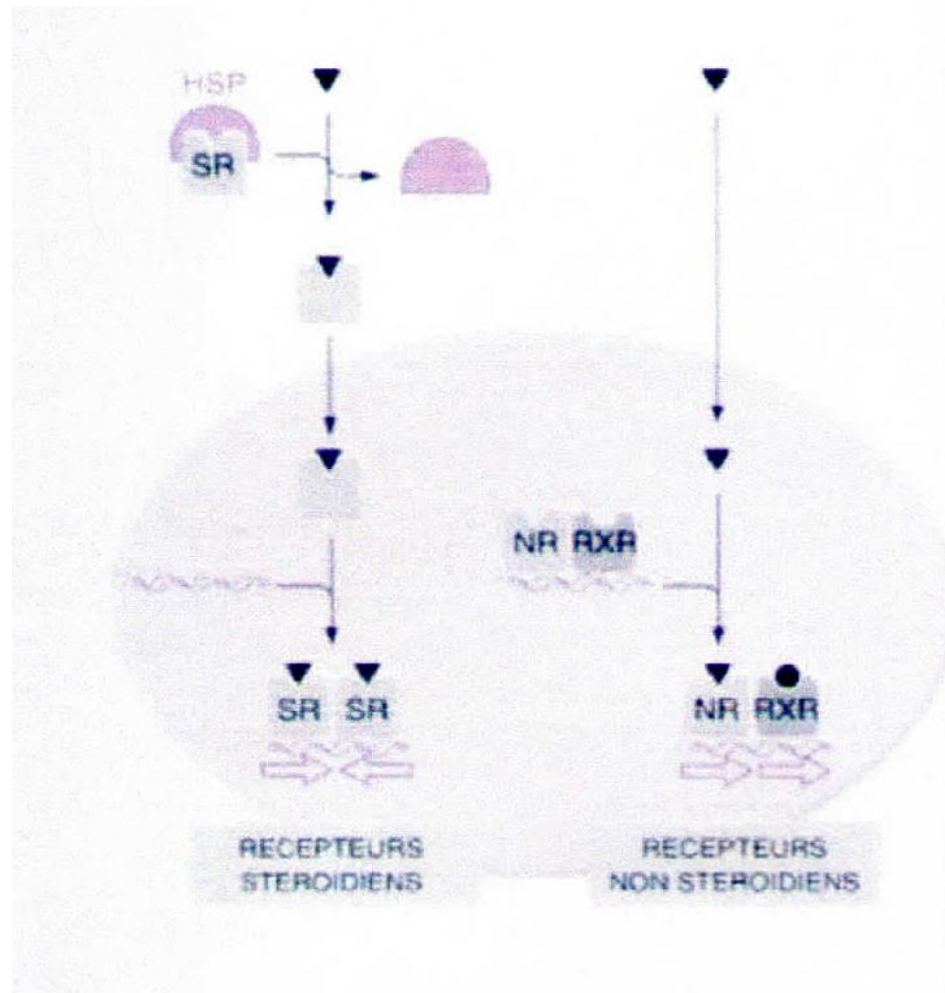 HSP
SR
NR RXR
SR SR
NR RXR
RECEPTEURS
STEROIDIENS
RECEPTEURS
NON STEROIDIENS